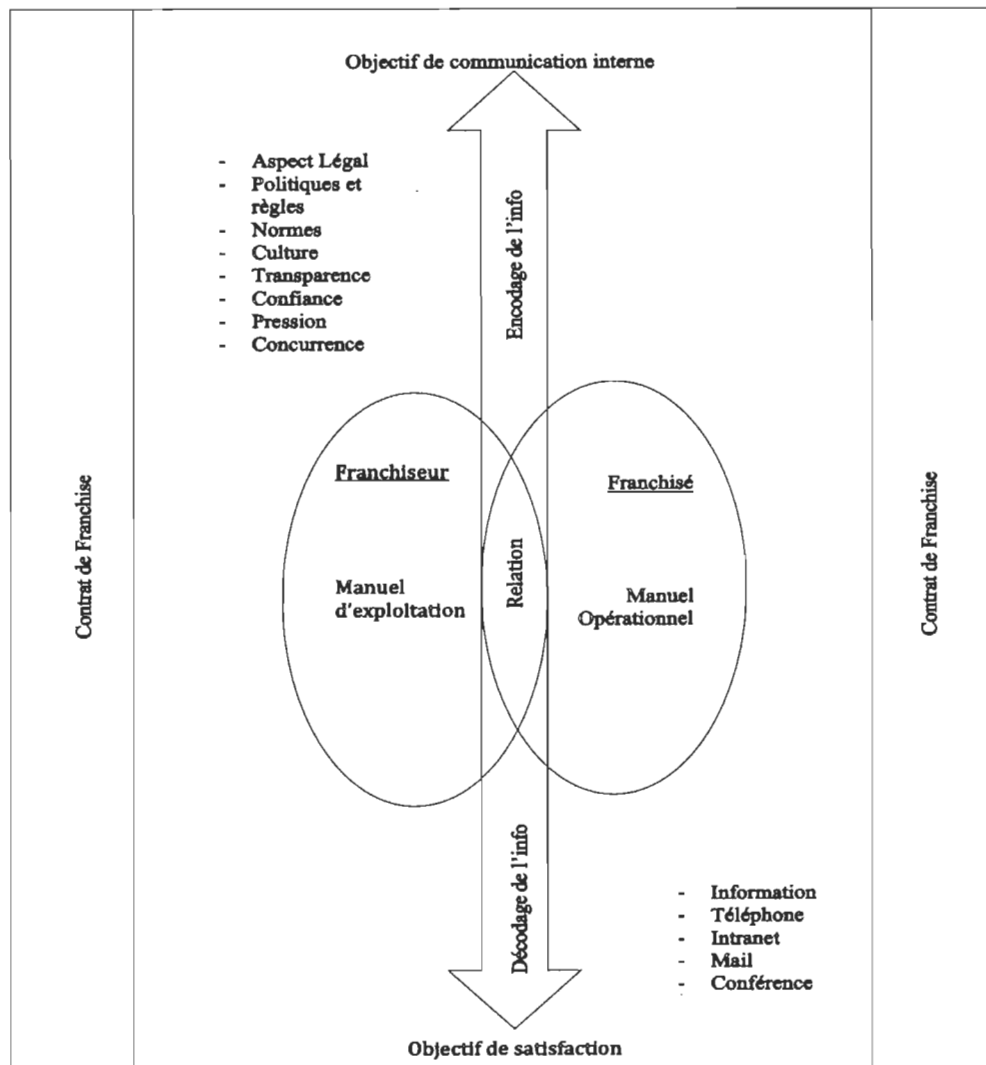 Objectif de communication interne
- Aspect Légal
- Politiques et
règles
- Normes
- Culture
- Transparence
- Confiance
- Pression
- Concurrence
Encodage de l'info
Contrat de Franchise
Franchiseur
Manuel
d'exploitation
Relation
Franchisé
Manuel
Opérationnel
Contrat de Franchise
Décodage de l'info
- Information
- Téléphone
- Intranet
- Mail
- Conférence
Objectif de satisfaction